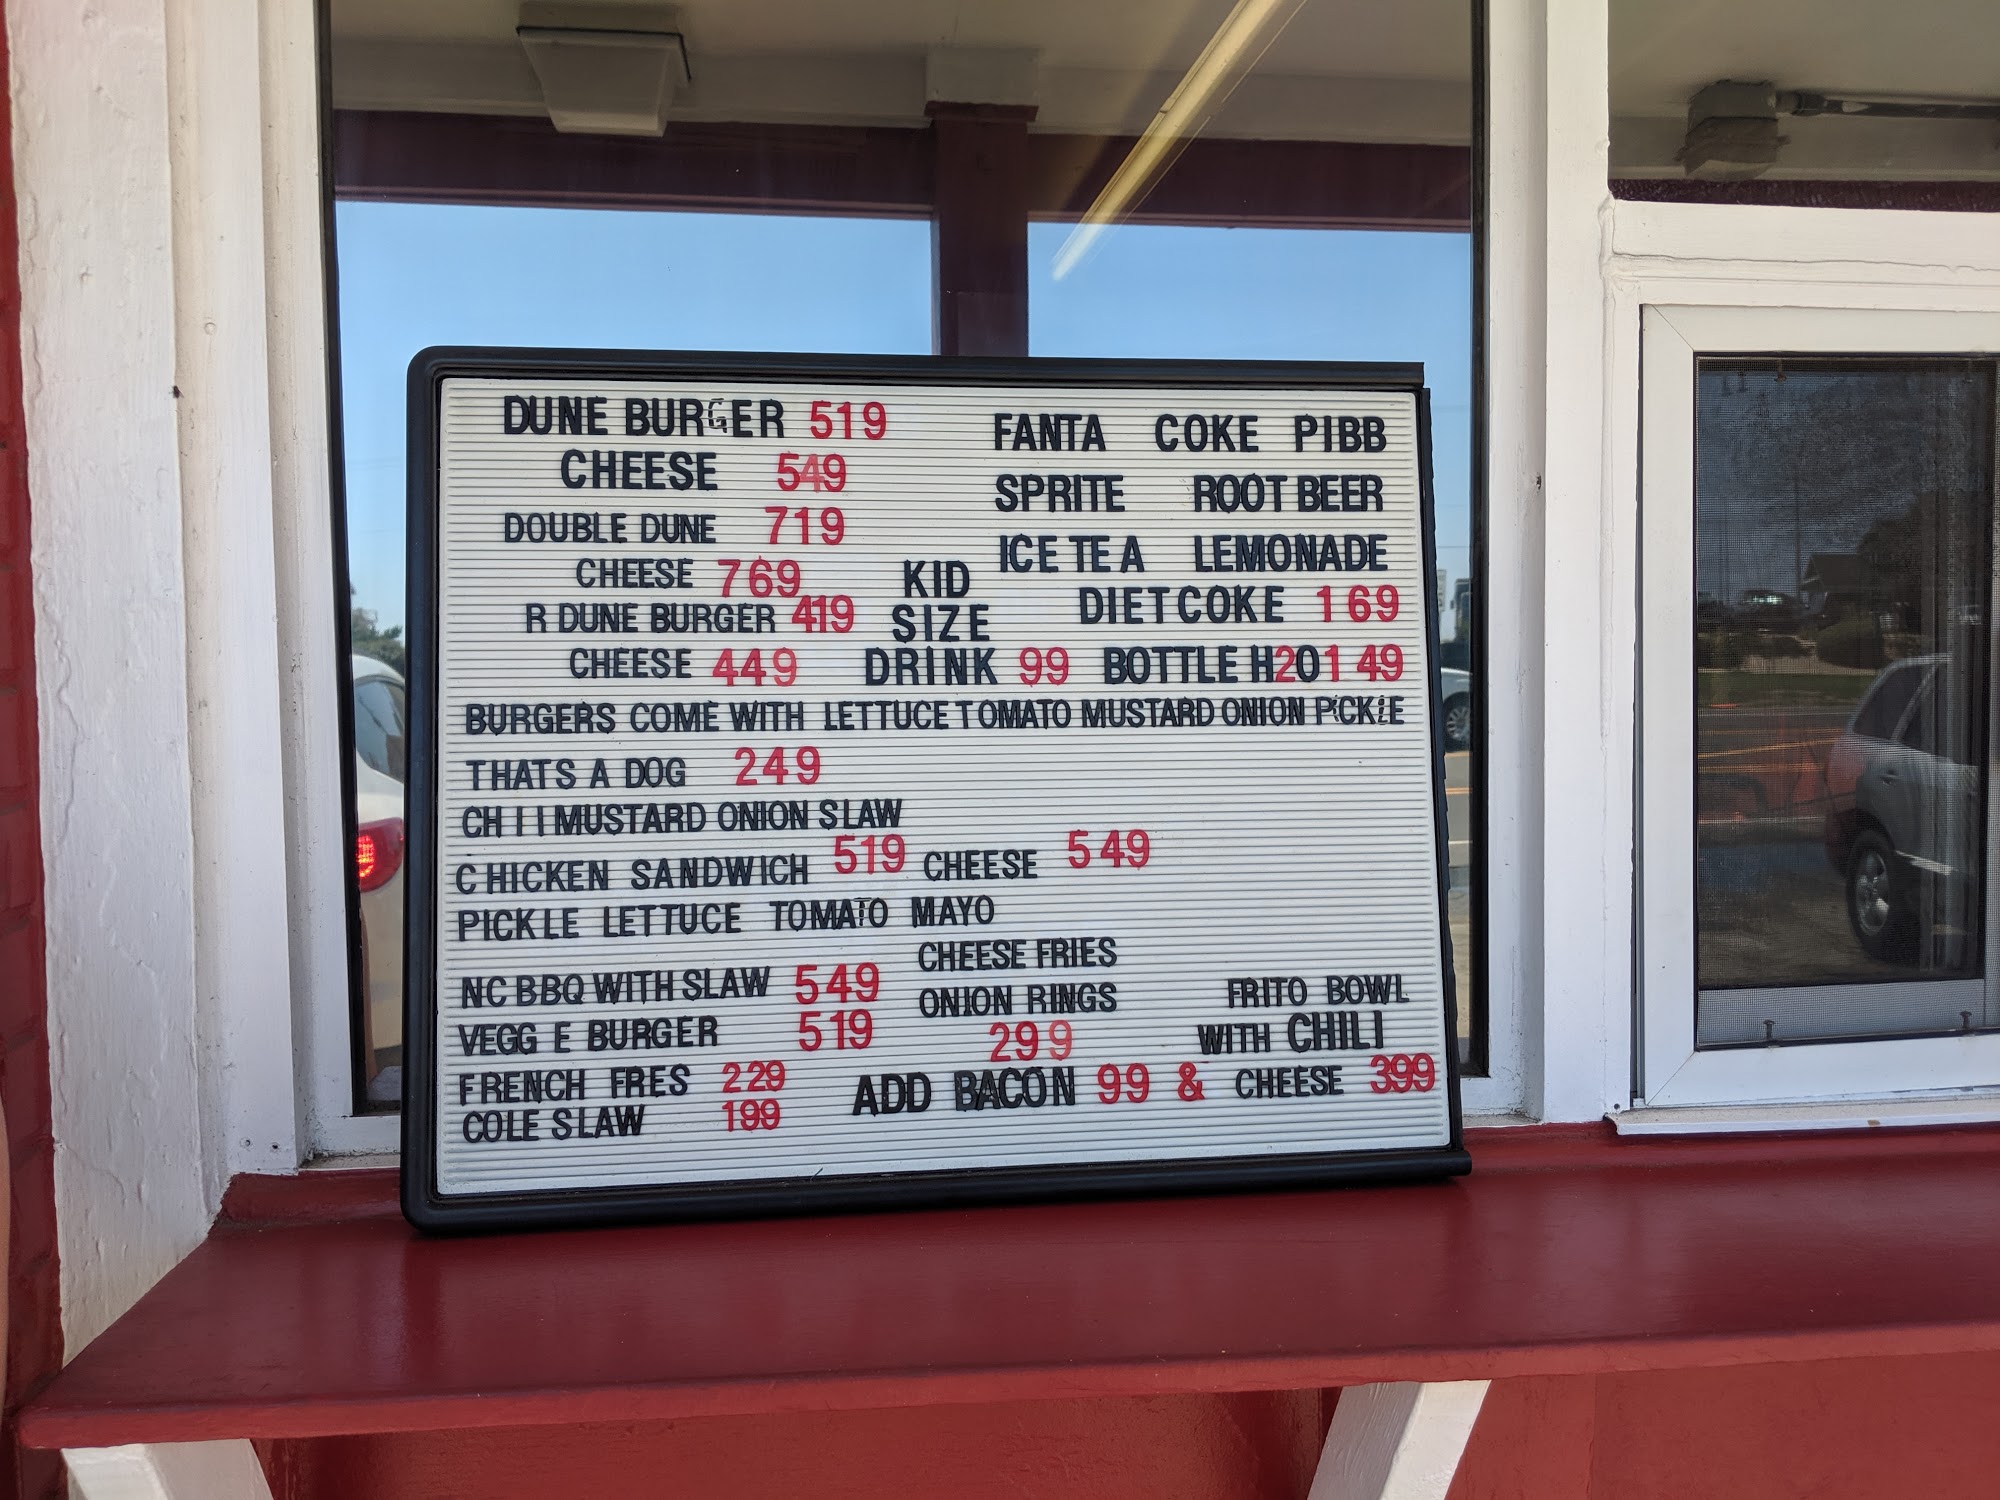 DUNE BURGER 519
CHEESE 549
DOUBLE DUNE 719
CHEESE 769
R DUNE BURGER 419
CHEESE 449
KID
SIZE
DRINK 99
FANTA COKE PIBB
SPRITE ROOT BEER
ICE TEA LEMONADE
DIET COKE 169
BOTTLE H20 1 49
BURGERS COME WITH LETTUCE TOMATO MUSTARD ONION PICKLE
THATS A DOG 249
CH I I MUSTARD ONION SLAW
CHICKEN SANDWICH 519 CHEESE 549
PICKLE LETTUCE TOMATO MAYO
NC BBQ WITH SLAW 549
VEGG E BURGER 519
FRENCH FRES 229
COLE SLAW 199
CHEESE FRIES
ONION RINGS
299
ADD BACON 99
FRITO BOWL
WITH CHILI
& CHEESE 399